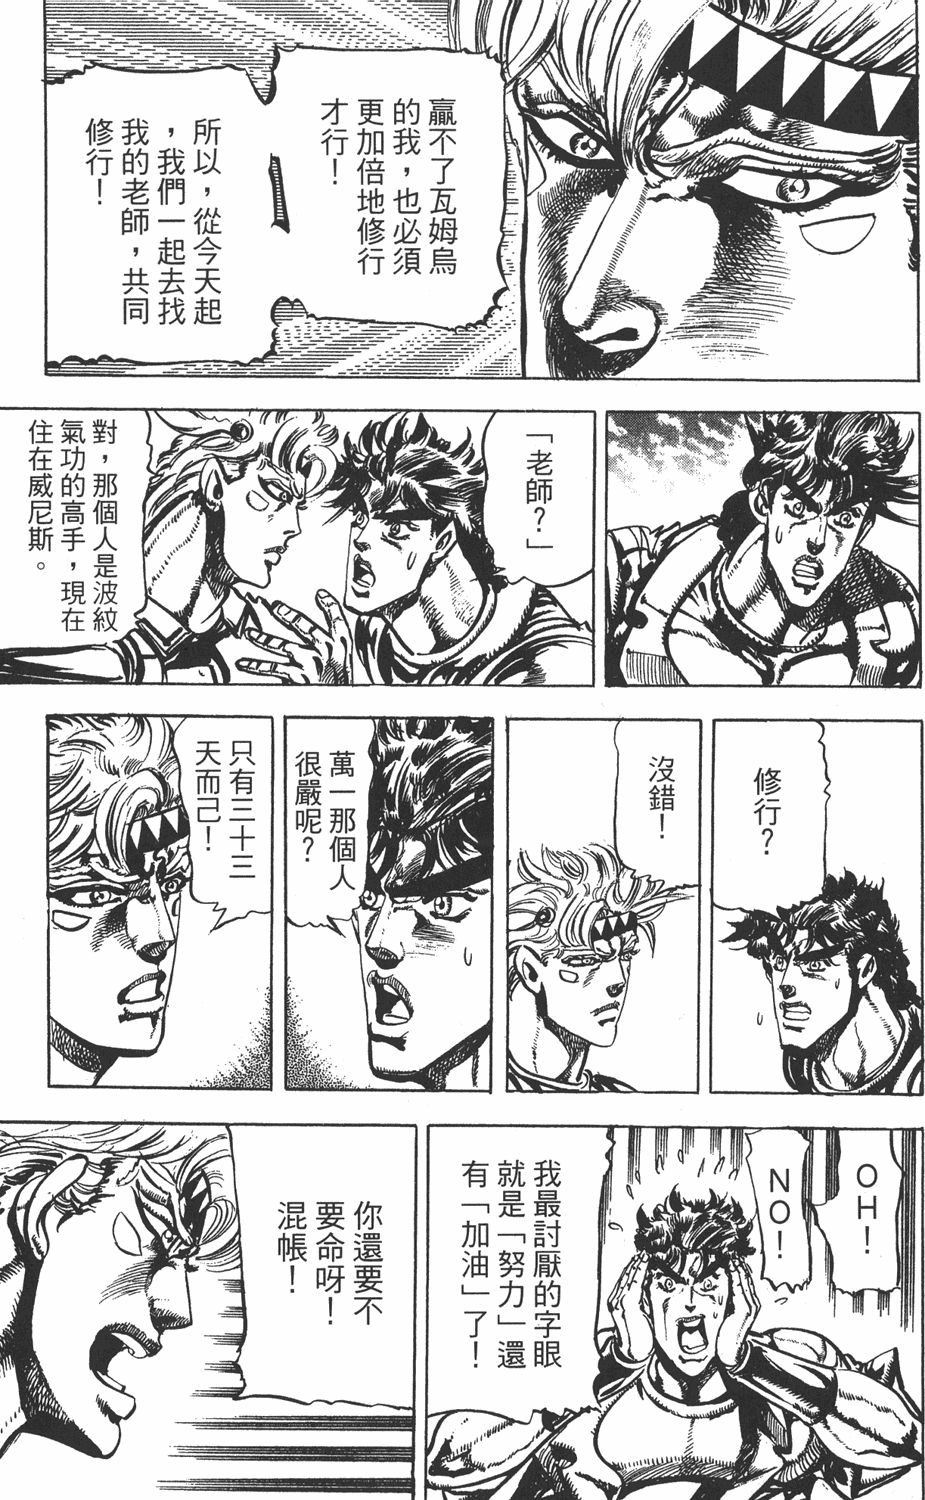 贏不了瓦姆烏
的我，也必須
更加倍地修行
才行！
所以，從今天起
，我們一起去找
我的老師，共同
修行！
「老師？」
對，那個人是波紋
氣功的高手，現在
住在威尼斯。
修行？
沒錯！
萬一那個人
很嚴呢？
只有三十三
天而己！
OH！
NO！
我最討厭的字眼
就是「努力」還
有「加油」了！
你還要不
要命呀！
混帳！